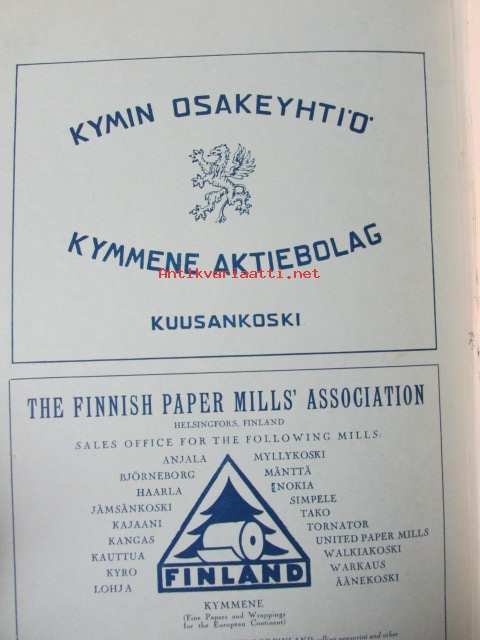 KYMIN OSAKEYHTIÖ
KYMMENE AKTIEBOLAG
Antikvariaatti.net
KUUSANKOSKI
THE FINNISH PAPER MILLS' ASSOCIATION
HELSINGFORS, FINLAND
SALES OFFICE FOR THE FOLLOWING MILLS:
ANJALA
BJÖRNEBORG
HAARLA
JÄMSÄNKOSKI
KAJAANI
KANGAS
KAUTTUA
KYRO
LOHJA
MYLLYKOSKI
MÄNTTÄ
NOKIA
SIMPELE
TAKO
TORNATOR
UNITED PAPER MILLS
WALKIAKOSKI
WARKAUS
ÄÄNEKOSKI
FINLAND
KYMMENE
(Fine Papers and Wrappings
for the European Continent)